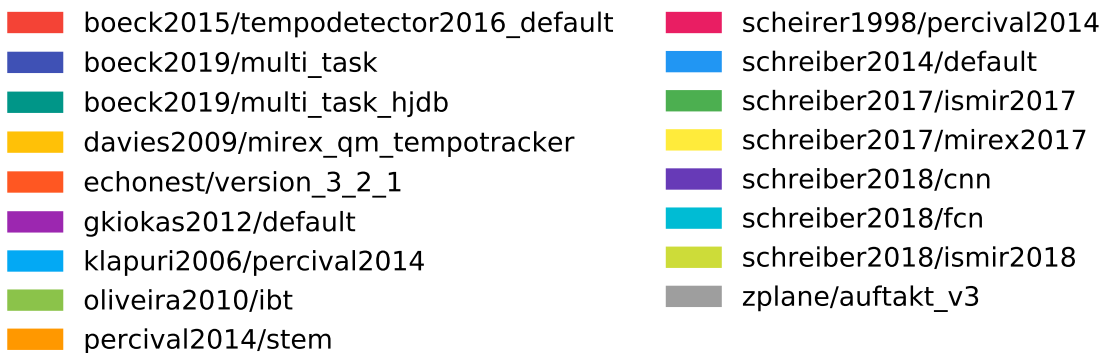 boeck2015/tempodetector2016_default
boeck2019/multi_task
boeck2019/multi_task_hjdb
davies2009/mirex_qm_tempotracker
echonest/version_3_2_1
gkiokas2012/default
klapuri2006/percival2014
oliveira2010/ibt
percival2014/stem
scheirer1998/percival2014
schreiber2014/default
schreiber2017/ismir2017
schreiber2017/mirex2017
schreiber2018/cnn
schreiber2018/fcn
schreiber2018/ismir2018
zplane/auftakt_v3